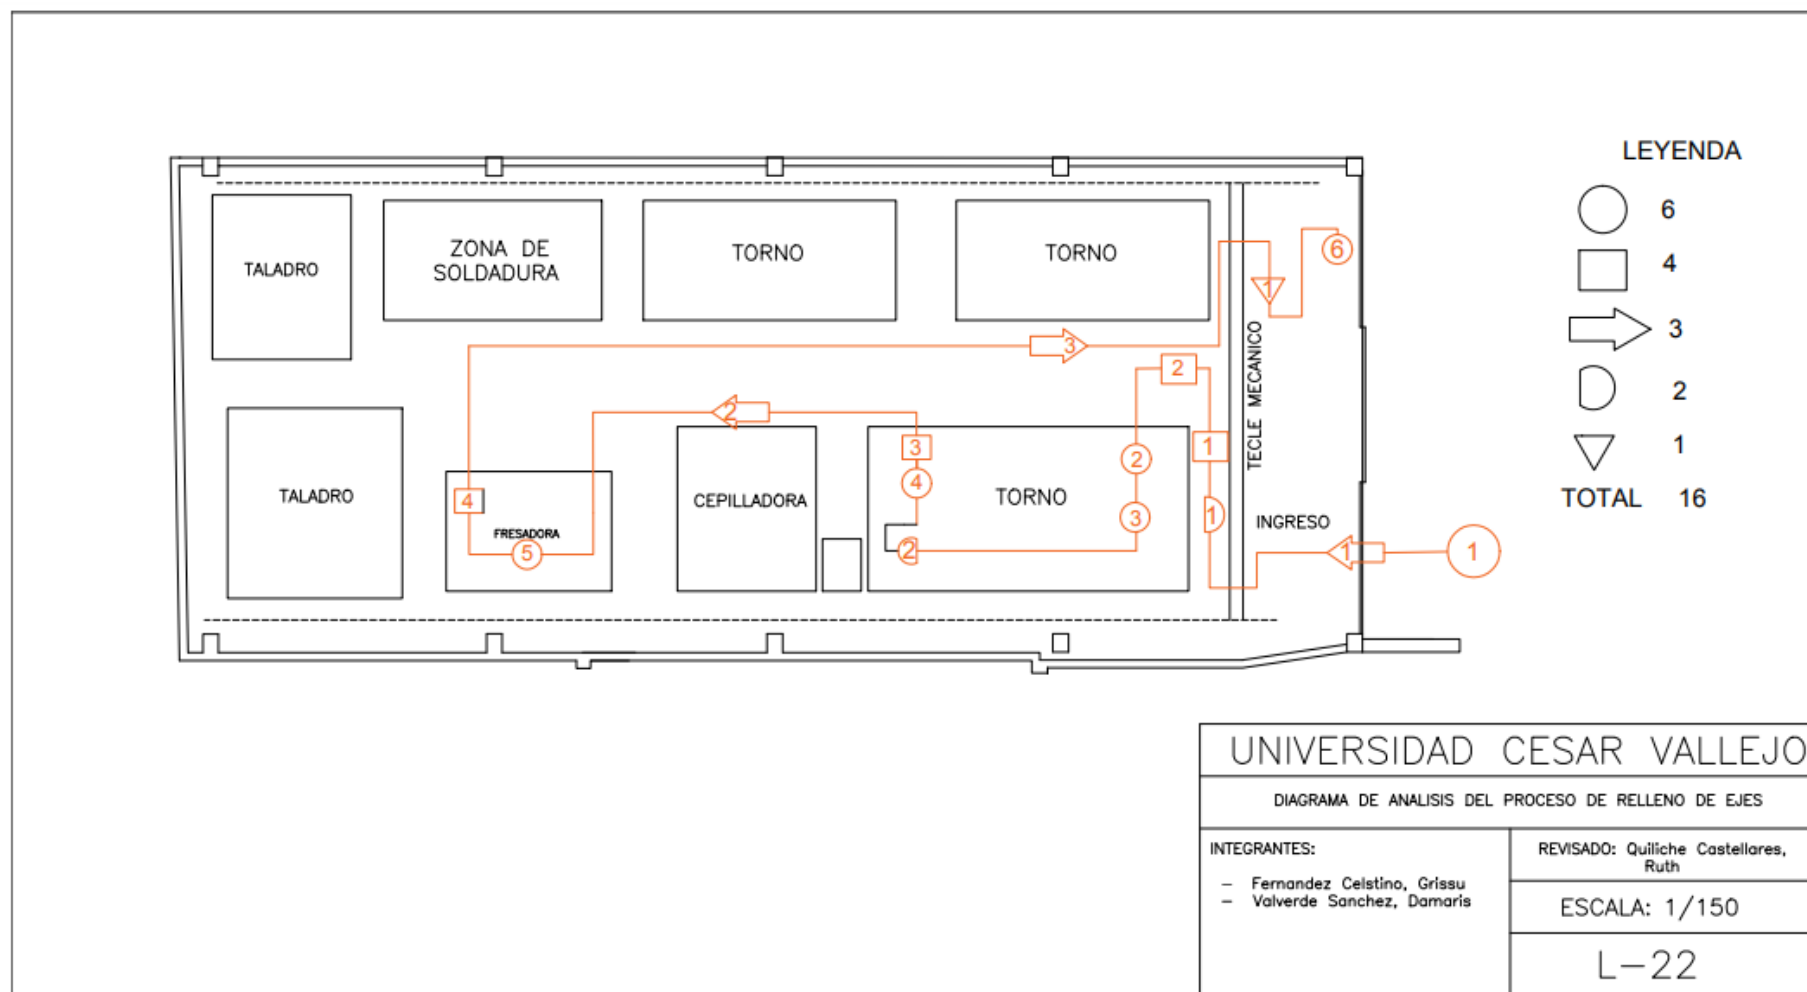 LEYENDA
6
4
3
2
1
TOTAL 16
TALADRO
ZONA DE
SOLDADURA
TORNO
TORNO
6
1
3
TECLE MECANICO
2
2
1
3
2
4
TALADRO
4
FRESADORA
5
CEPILLADORA
TORNO
3
1
INGRESO
2
1
1
UNIVERSIDAD CESAR VALLEJO
DIAGRAMA DE ANALISIS DEL PROCESO DE RELLENO DE EJES
INTEGRANTES:
– Fernandez Celstino, Grissu
– Valverde Sanchez, Damaris
REVISADO: Quiliche Castellares,
Ruth
ESCALA: 1/150
L-22